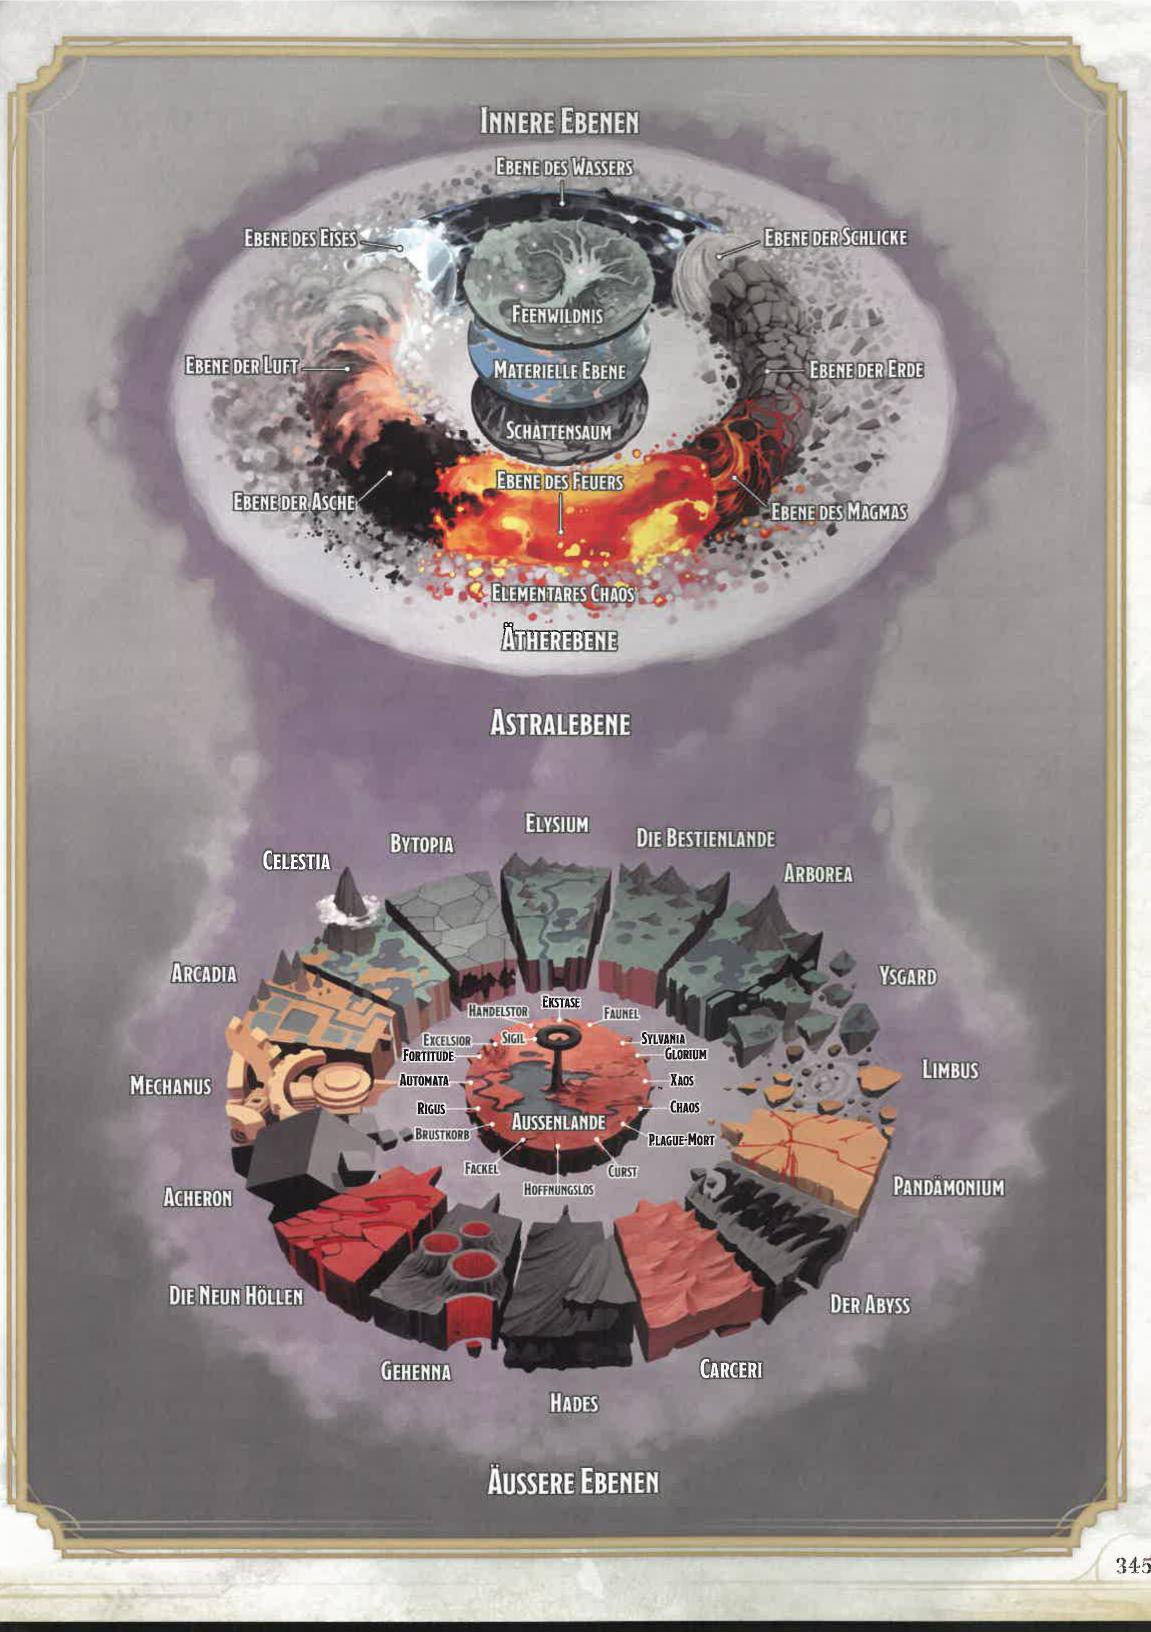 INNERE EBENEN
EBENE DES WASSERS
EBENE DES EISES
EBENE DER SCHLICKE
FEENWILDNIS
EBENE DER LUFT
MATERIELLE EBENE
EBENE DER ERDE
SCHATTENSAUM
EBENE DES FEUERS
EBENE DER ASCHE
EBENE DES MAGMAS
ELEMENTARES CHAOS
ÄTHEREBENE
ASTRALEBENE
ELYSIUM
BYTOPIA
DIE BESTIENLANDE
CELESTIA
ARBOREA
ARCADIA
YSGARD
EKSTASE
HANDELSTOR
FAUNEL
EXCELSIOR
SIGIL
SYLVANIA
FORTITUDE
GLORIUM
LIMBUS
MECHANUS
AUTOMATA
XAOS
RIGUS
CHAOS
AUSSENLANDE
BRUSTKORB
PLAGUE-MORT
FACKEL
CURST
HOFFNUNGSLOS
ACHERON
PANDÄMONIUM
DIE NEUN HÖLLEN
DER ABYSS
GEHENNA
CARCERI
HADES
ÄUSSERE EBENEN
345